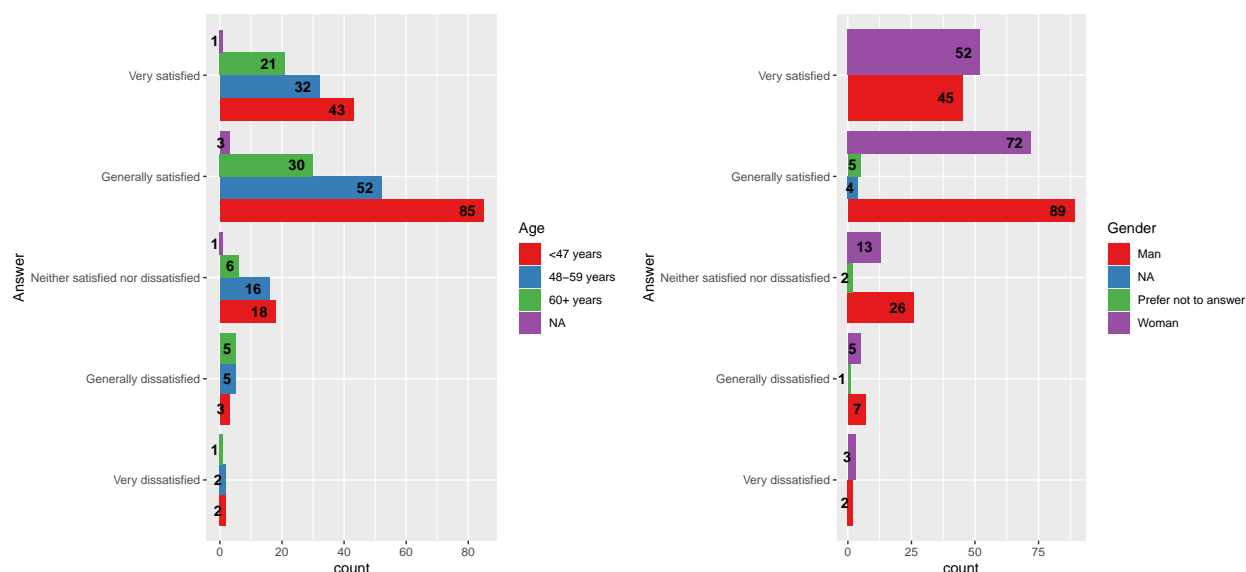 1
21
Very satisfied
32
43
3
30
Generally satisfied
52
85
1
6
Neither satisfied nor dissatisfied
16
18
5
Generally dissatisfied
5
3
1
Very dissatisfied
2
2
0 20 40 60 80
count
Answer
Age
<47 years
48–59 years
60+ years
NA
52
Very satisfied
45
72
5
Generally satisfied
4
89
13
Neither satisfied nor dissatisfied
2
26
5
Generally dissatisfied
1
7
3
Very dissatisfied
2
0 25 50 75
count
Answer
Gender
Man
NA
Prefer not to answer
Woman